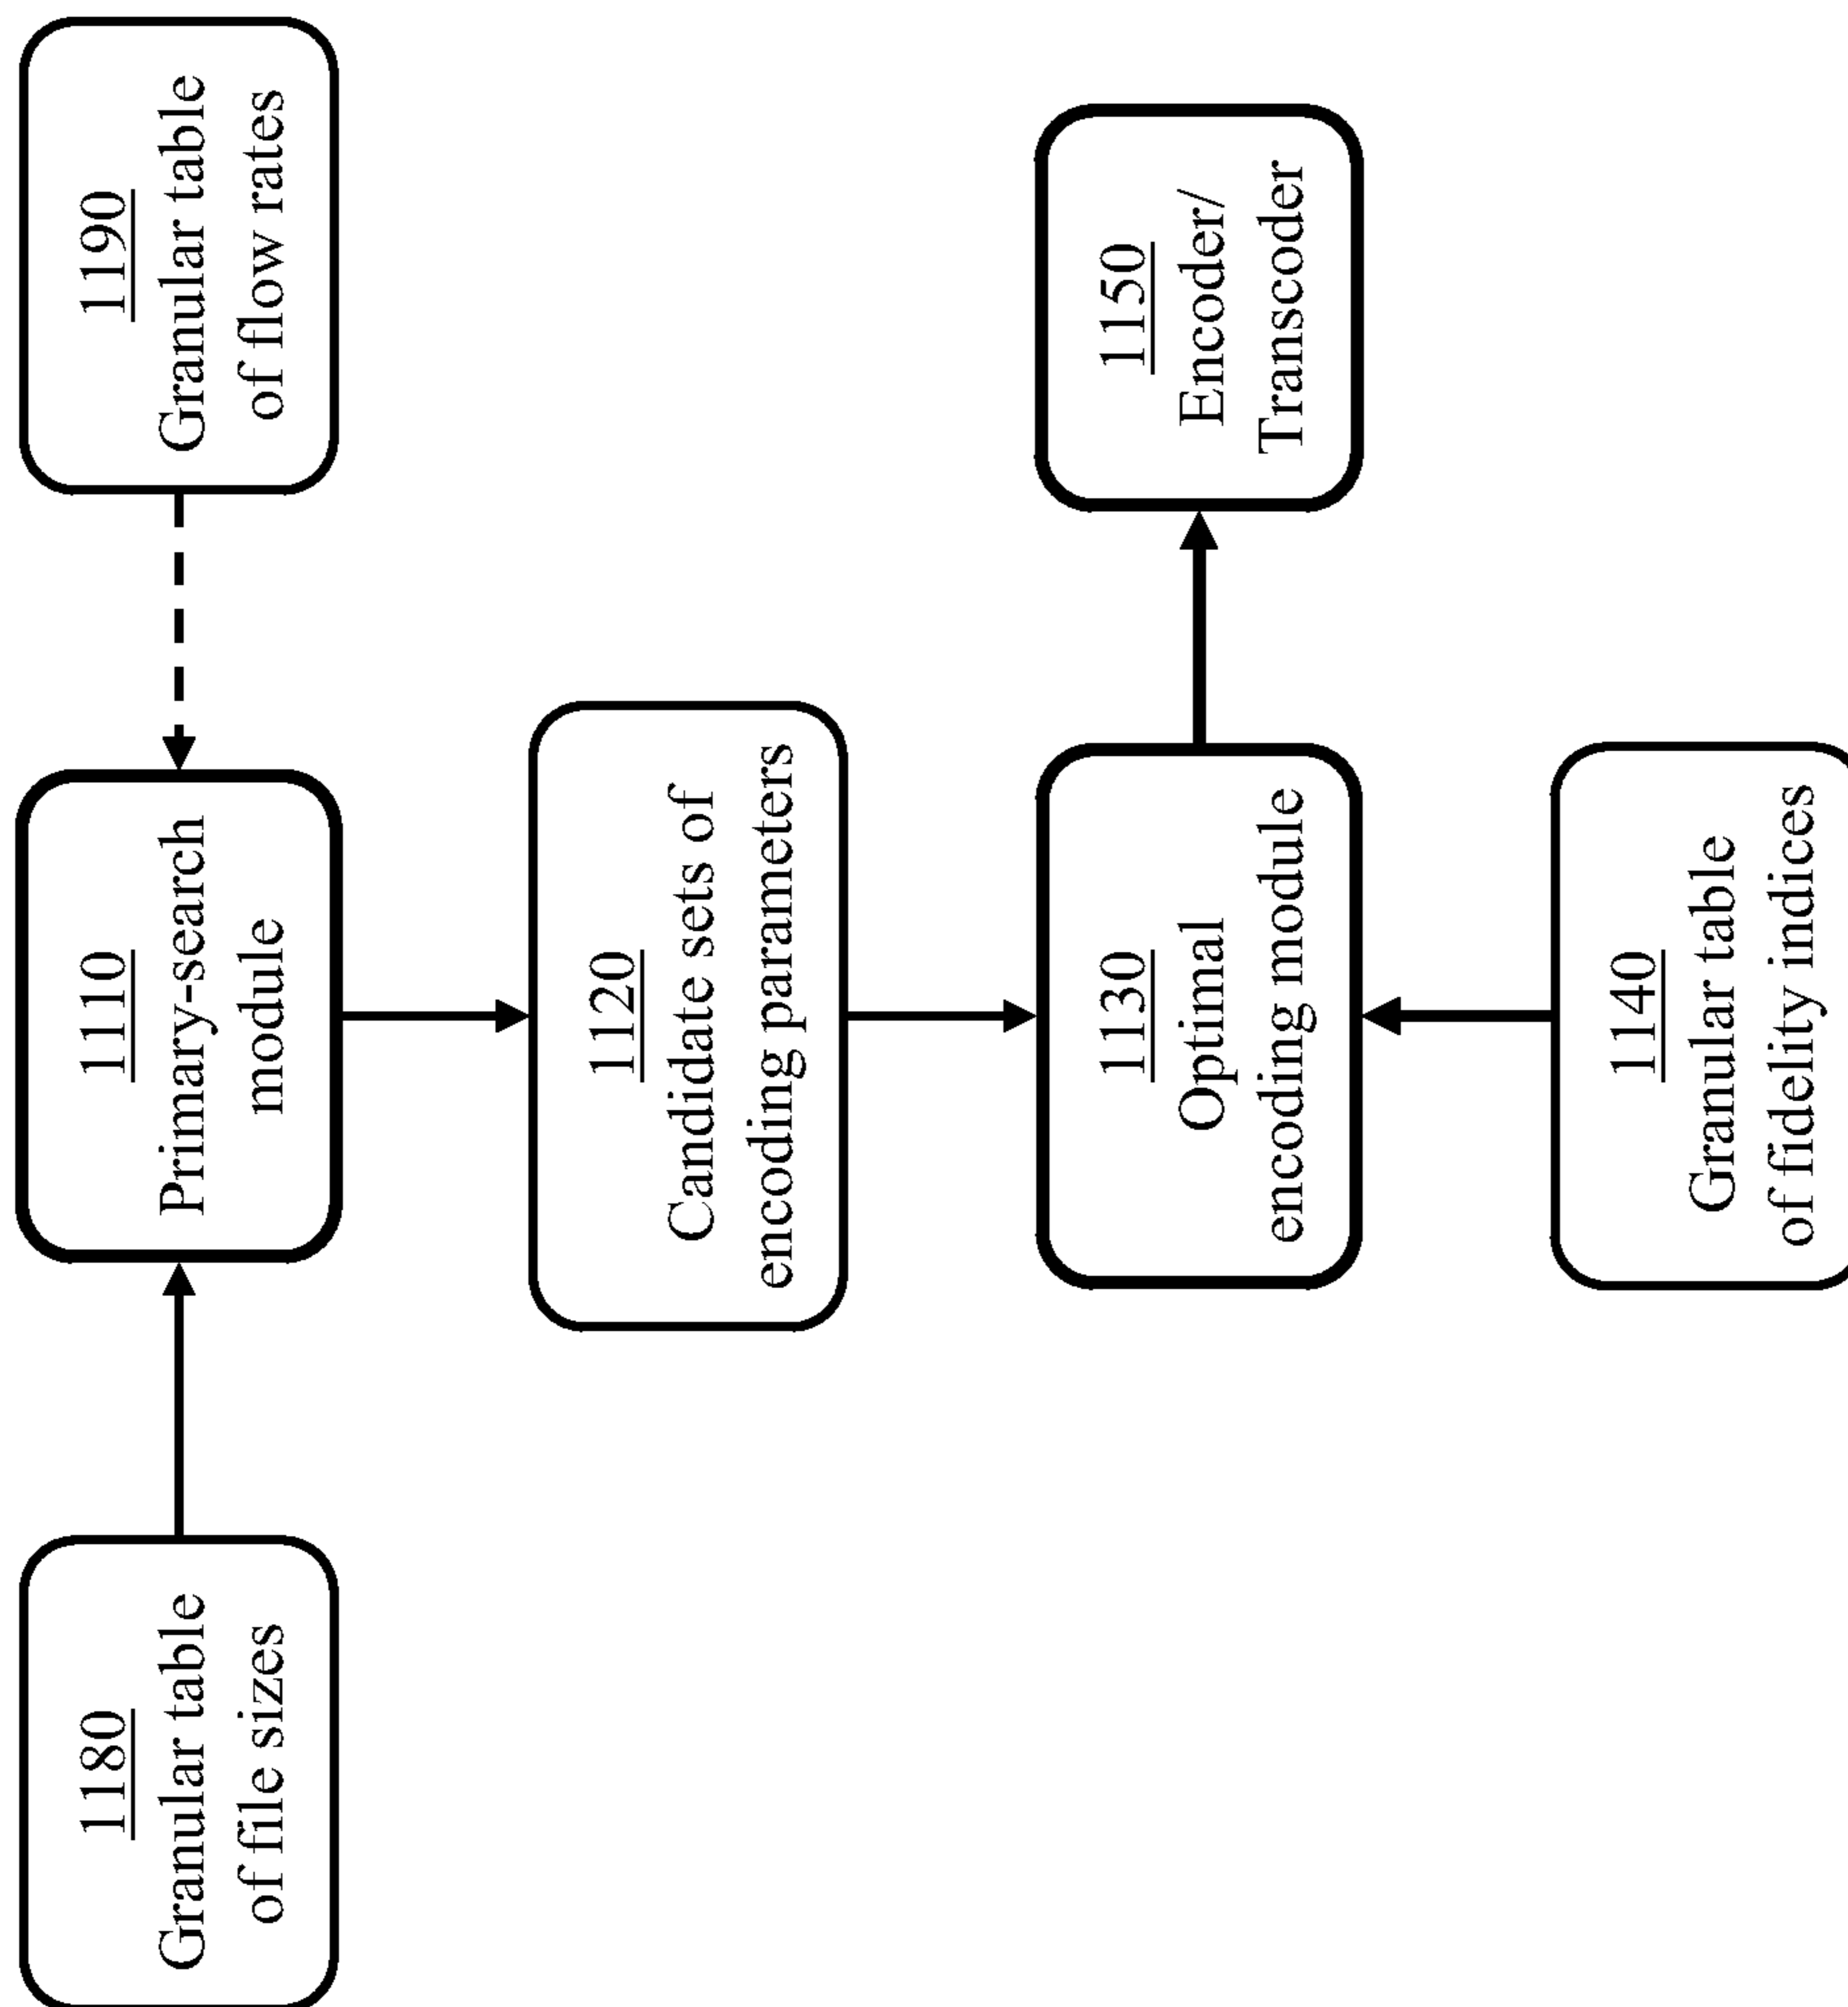 1180
Granular table
of file sizes
1110
Primary-search
module
1190
Granular table
of flow rates
1120
Candidate sets of
encoding parameters
1130
Optimal
encoding module
1150
Encoder/
Transcoder
1140
Granular table
of fidelity indices